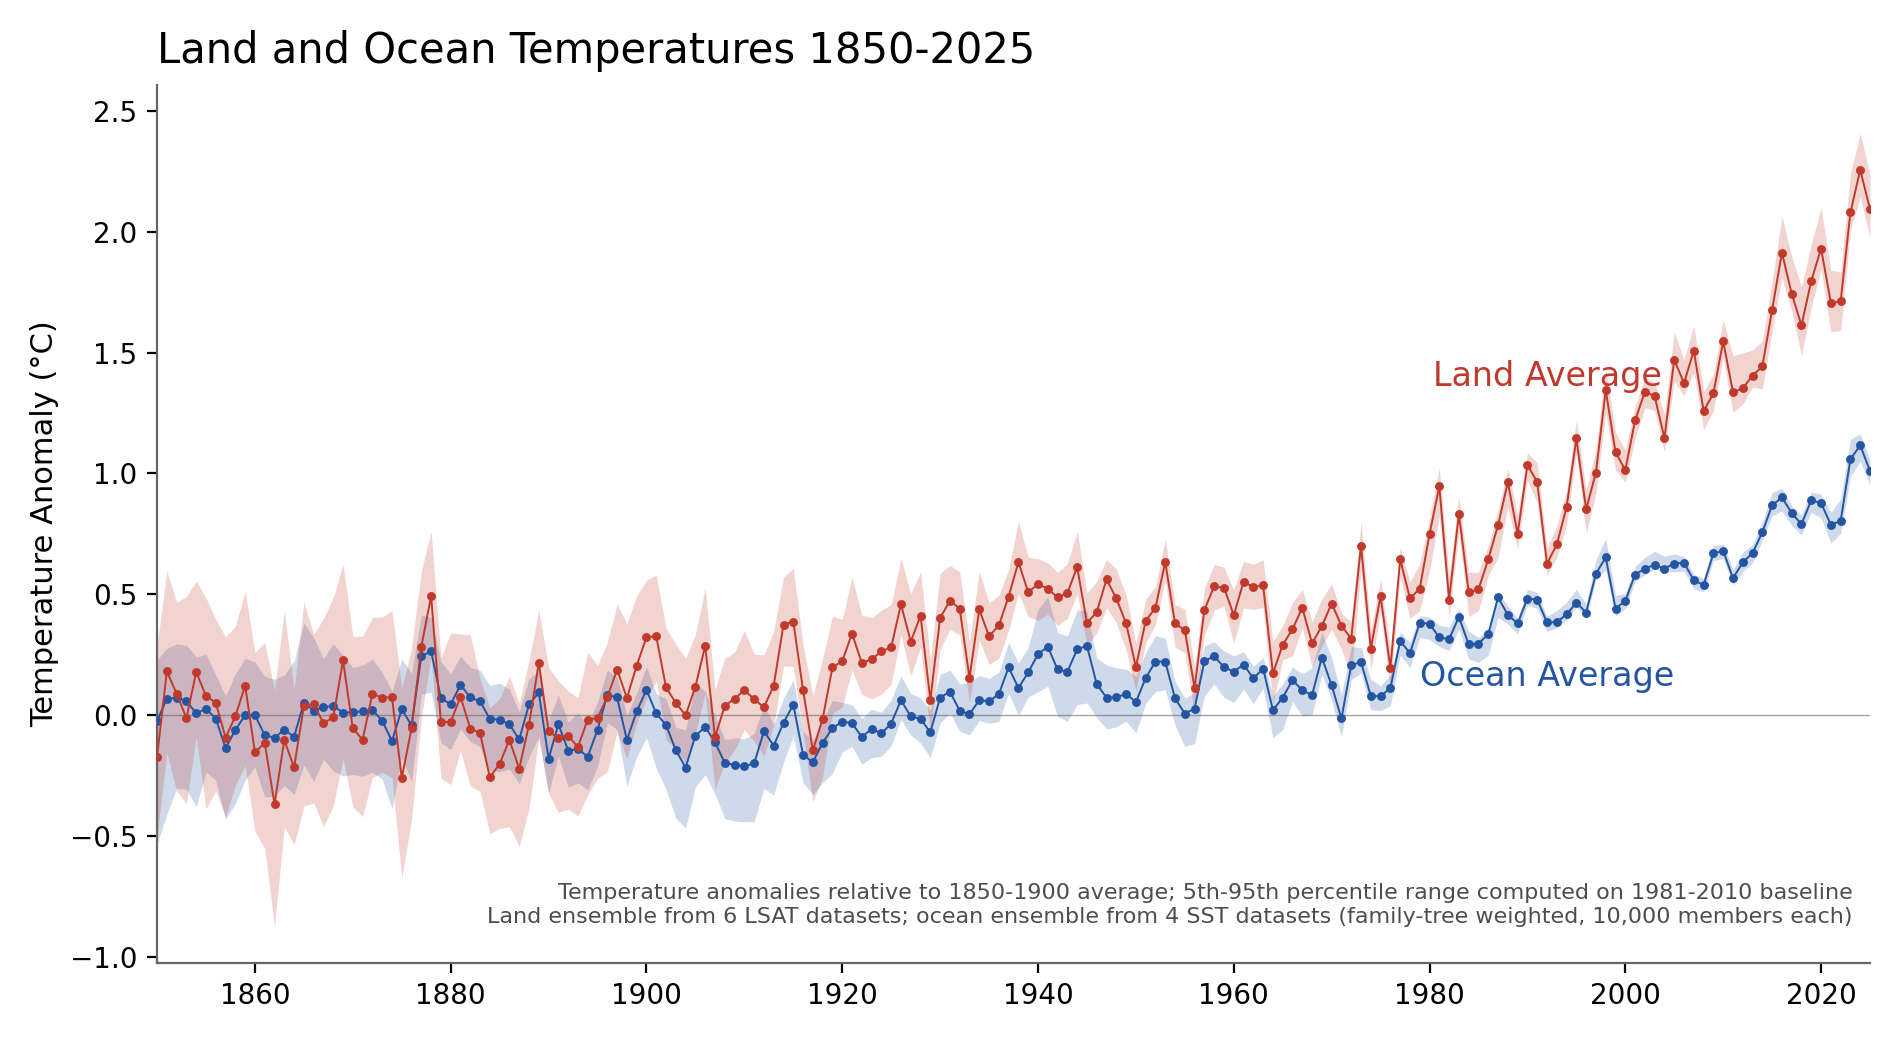 Land and Ocean Temperatures 1850-2025
Temperature Anomaly (°C)
2.5
2.0
1.5
1.0
0.5
0.0
−0.5
−1.0
Land Average
Ocean Average
Temperature anomalies relative to 1850-1900 average; 5th-95th percentile range computed on 1981-2010 baseline
Land ensemble from 6 LSAT datasets; ocean ensemble from 4 SST datasets (family-tree weighted, 10,000 members each)
1860 1880 1900 1920 1940 1960 1980 2000 2020